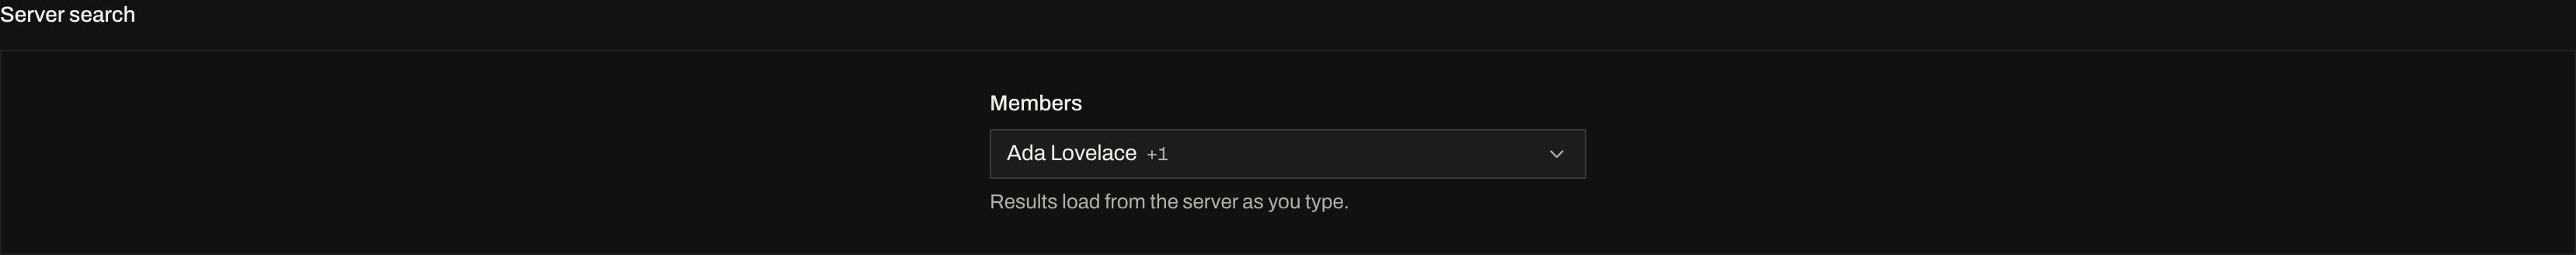 Server search
Members
Ada Lovelace +1
Results load from the server as you type.